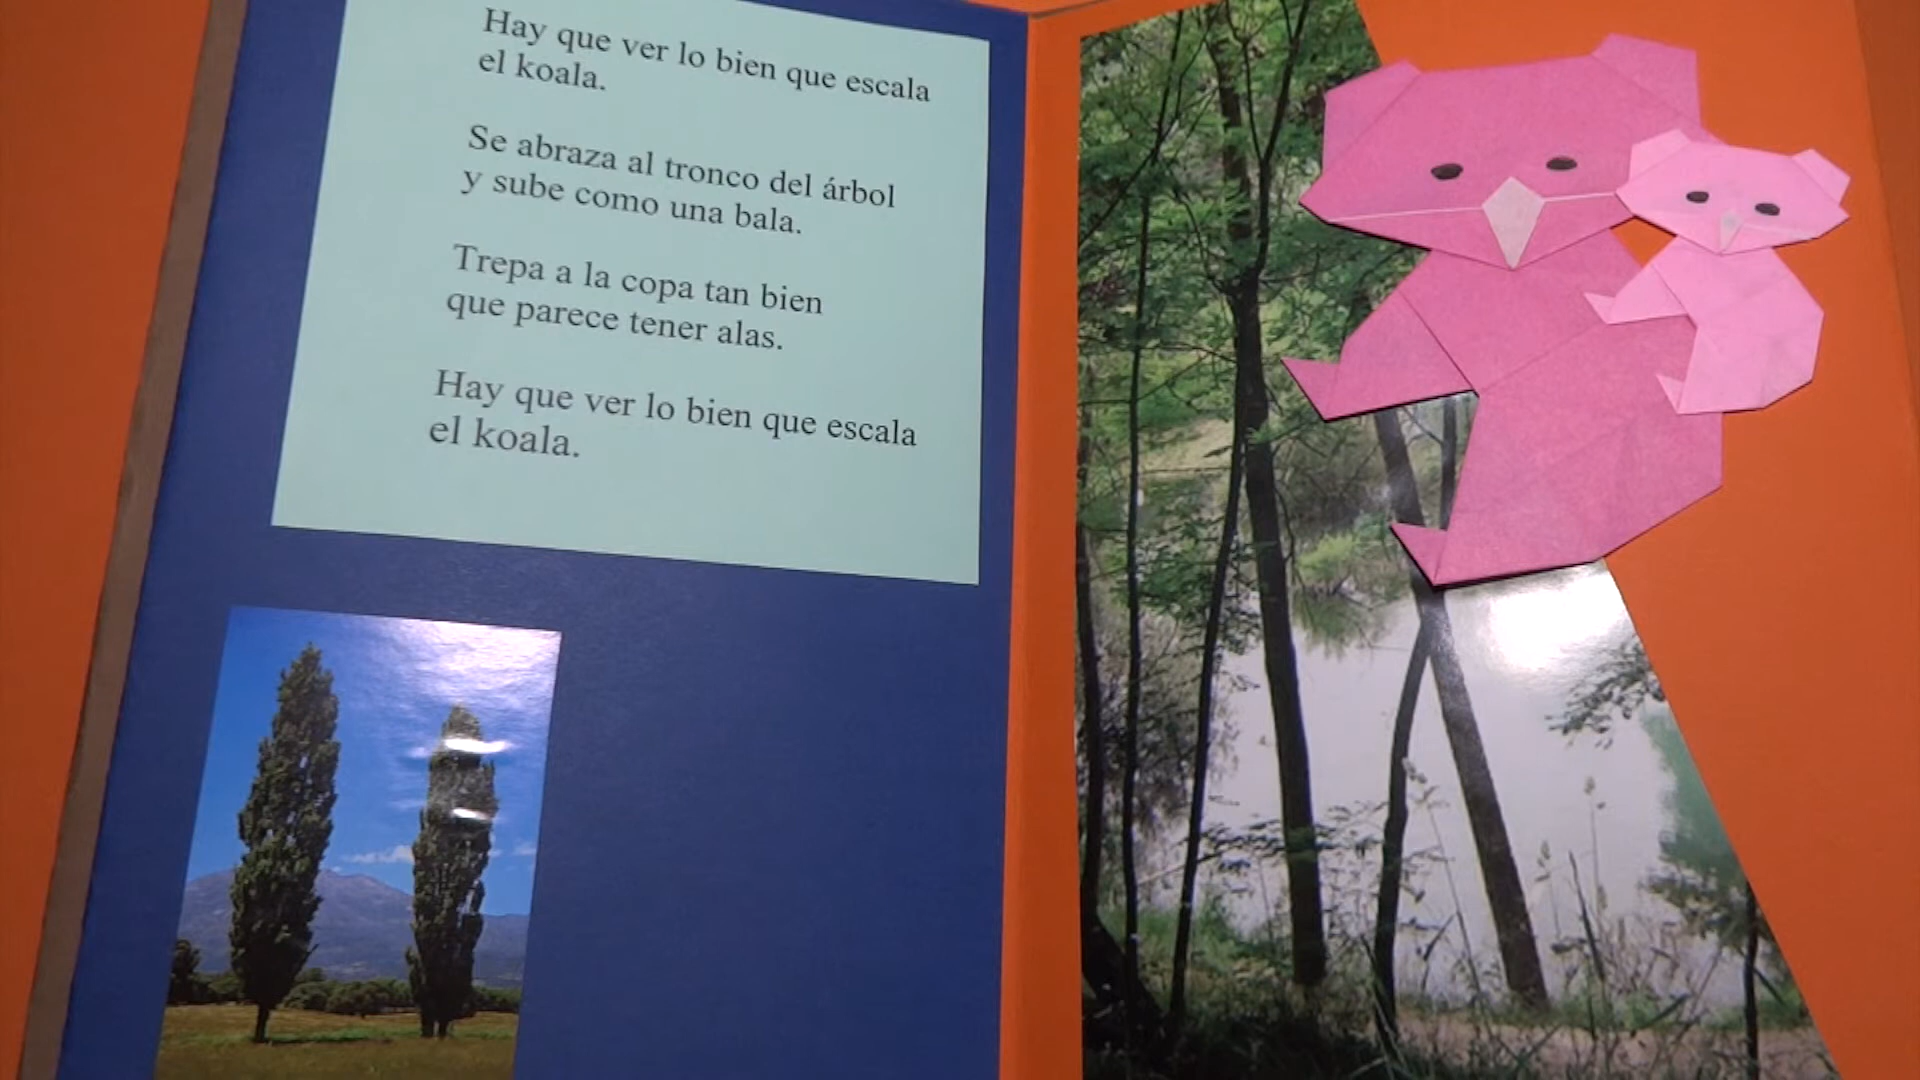 Hay que ver lo bien que escala
el koala.
Se abraza al tronco del árbol
y sube como una bala.
Trepa a la copa tan bien
que parece tener alas.
Hay que ver lo bien que escala
el koala.